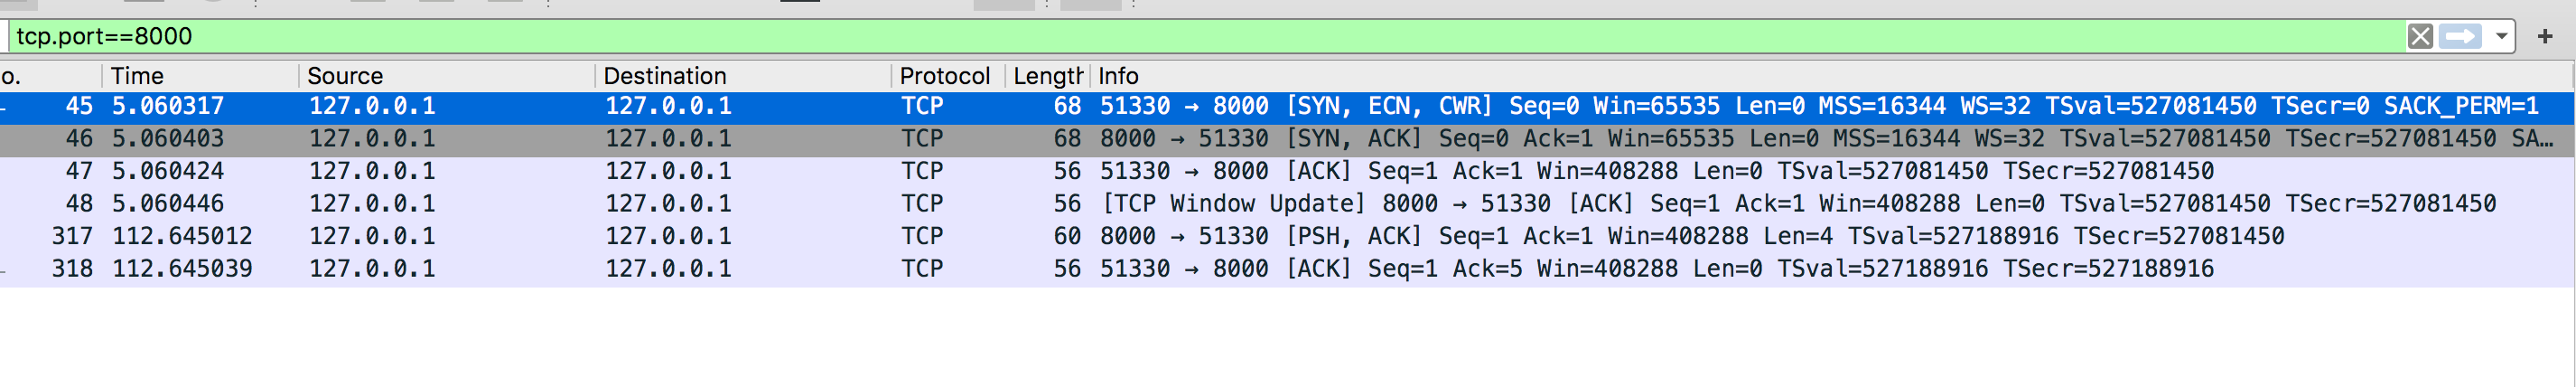 tcp.port==8000
o. Time Source Destination Protocol Length Info
45 5.060317 127.0.0.1 127.0.0.1 TCP 68 51330 → 8000 [SYN, ECN, CWR] Seq=0 Win=65535 Len=0 MSS=16344 WS=32 TSval=527081450 TSecr=0 SACK_PERM=1
46 5.060403 127.0.0.1 127.0.0.1 TCP 68 8000 → 51330 [SYN, ACK] Seq=0 Ack=1 Win=65535 Len=0 MSS=16344 WS=32 TSval=527081450 TSecr=527081450 SA…
47 5.060424 127.0.0.1 127.0.0.1 TCP 56 51330 → 8000 [ACK] Seq=1 Ack=1 Win=408288 Len=0 TSval=527081450 TSecr=527081450
48 5.060446 127.0.0.1 127.0.0.1 TCP 56 [TCP Window Update] 8000 → 51330 [ACK] Seq=1 Ack=1 Win=408288 Len=0 TSval=527081450 TSecr=527081450
317 112.645012 127.0.0.1 127.0.0.1 TCP 60 8000 → 51330 [PSH, ACK] Seq=1 Ack=1 Win=408288 Len=4 TSval=527188916 TSecr=527081450
318 112.645039 127.0.0.1 127.0.0.1 TCP 56 51330 → 8000 [ACK] Seq=1 Ack=5 Win=408288 Len=0 TSval=527188916 TSecr=527188916